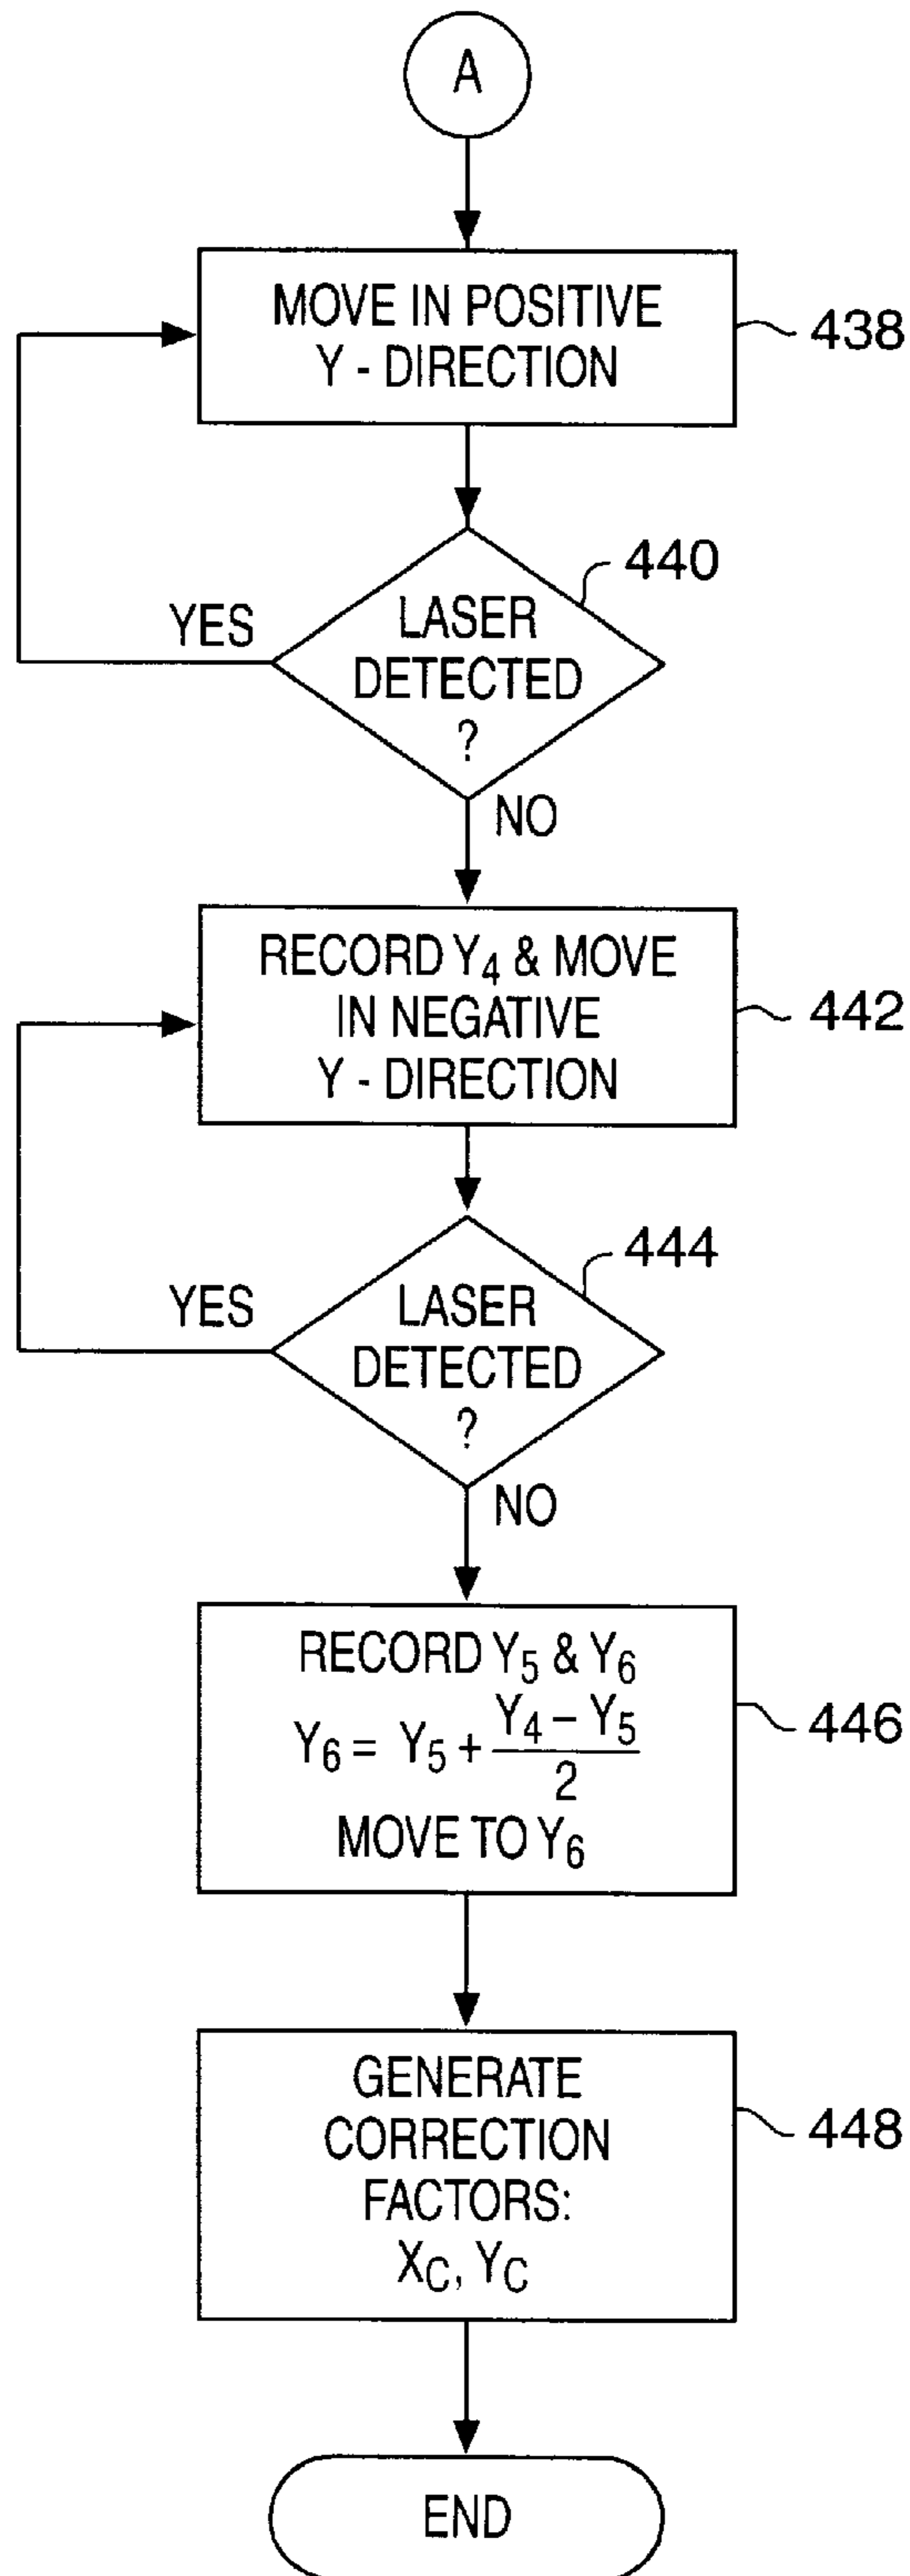 A
MOVE IN POSITIVE
Y - DIRECTION
438
440
LASER
DETECTED
?
YES
NO
RECORD Y4 & MOVE
IN NEGATIVE
Y - DIRECTION
442
444
LASER
DETECTED
?
YES
NO
RECORD Y5 & Y6
Y6 = Y5 + (Y4 – Y5)/2
MOVE TO Y6
446
GENERATE
CORRECTION
FACTORS:
XC, YC
448
END